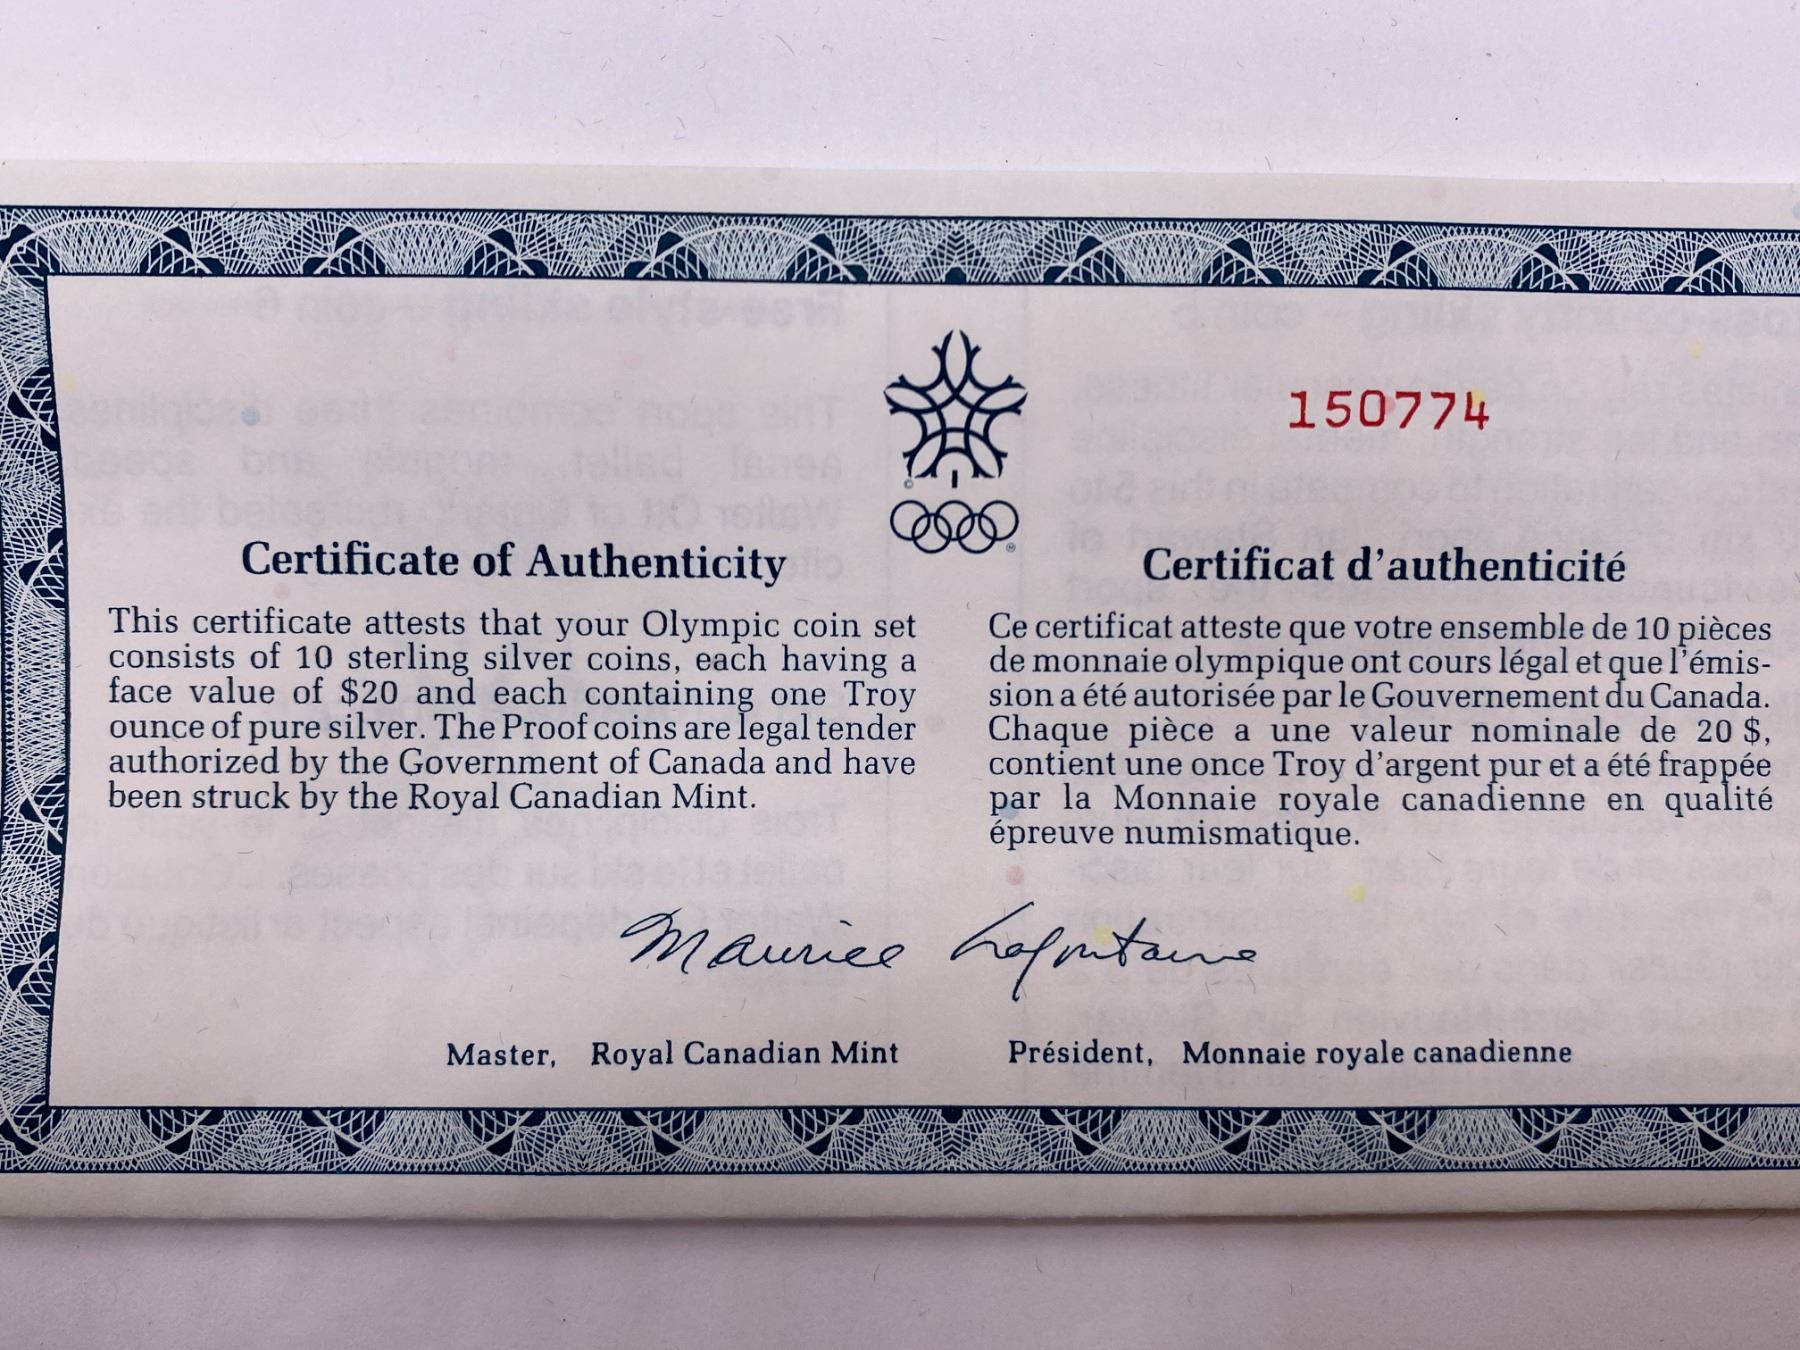 150774
Certificate of Authenticity
This certificate attests that your Olympic coin set
consists of 10 sterling silver coins, each having a
face value of $20 and each containing one Troy
ounce of pure silver. The Proof coins are legal tender
authorized by the Government of Canada and have
been struck by the Royal Canadian Mint.
Certificat d'authenticité
Ce certificat atteste que votre ensemble de 10 pièces
de monnaie olympique ont cours légal et que l'émis-
sion a été autorisée par le Gouvernement du Canada.
Chaque pièce a une valeur nominale de 20 $,
contient une once Troy d'argent pur et a été frappée
par la Monnaie royale canadienne en qualité
épreuve numismatique.
Maurice Lafontaine
Master, Royal Canadian Mint
Président, Monnaie royale canadienne